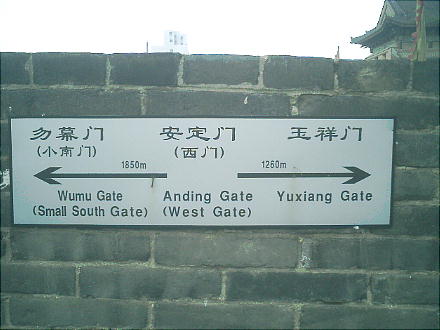 勿幕门 安定门 玉祥门
(小南门) (西门)
1850m 1260m
Wumu Gate Anding Gate Yuxiang Gate
(Small South Gate) (West Gate)